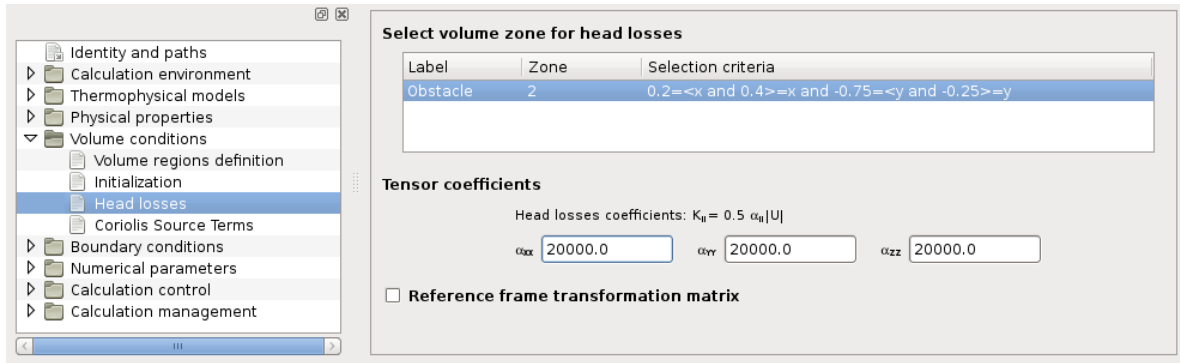 Identity and paths
Calculation environment
Thermophysical models
Physical properties
Volume conditions
Volume regions definition
Initialization
Head losses
Coriolis Source Terms
Boundary conditions
Numerical parameters
Calculation control
Calculation management
Select volume zone for head losses
Label Zone Selection criteria
Obstacle 2 0.2=<x and 0.4>=x and -0.75=<y and -0.25>=y
Tensor coefficients
Head losses coefficients: Kᵢᵢ= 0.5 αᵢᵢ|U|
αxx 20000.0 αYY 20000.0 αzz 20000.0
Reference frame transformation matrix